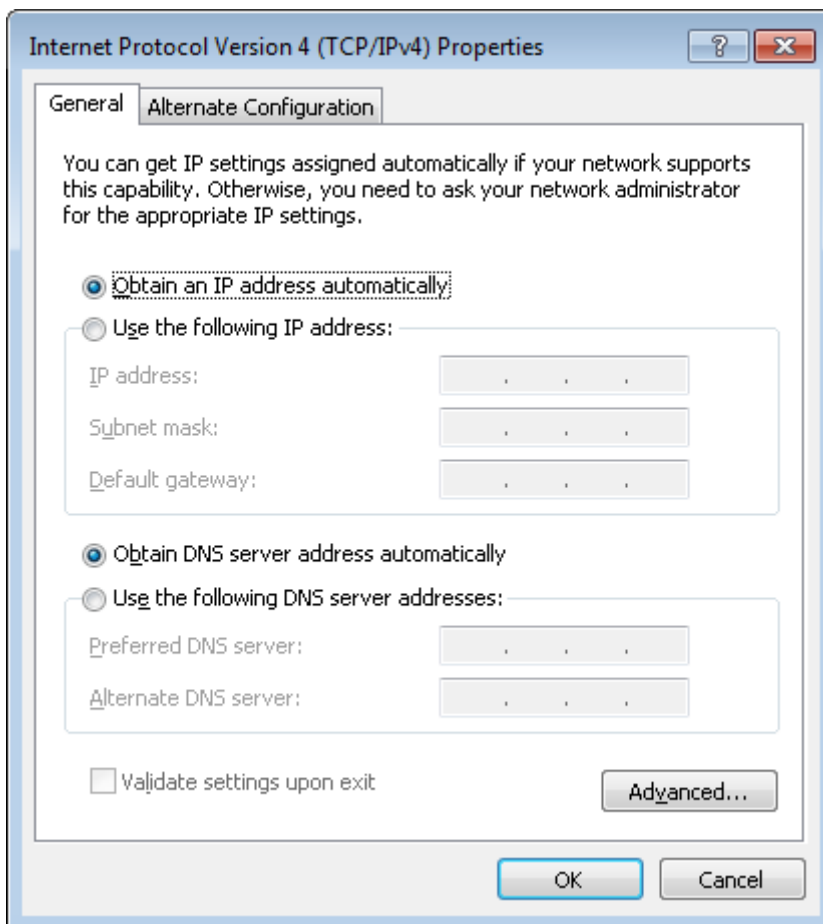 Internet Protocol Version 4 (TCP/IPv4) Properties
General
Alternate Configuration
You can get IP settings assigned automatically if your network supports
this capability. Otherwise, you need to ask your network administrator
for the appropriate IP settings.
Obtain an IP address automatically
Use the following IP address:
IP address:
Subnet mask:
Default gateway:
Obtain DNS server address automatically
Use the following DNS server addresses:
Preferred DNS server:
Alternate DNS server:
Validate settings upon exit
Advanced...
OK
Cancel